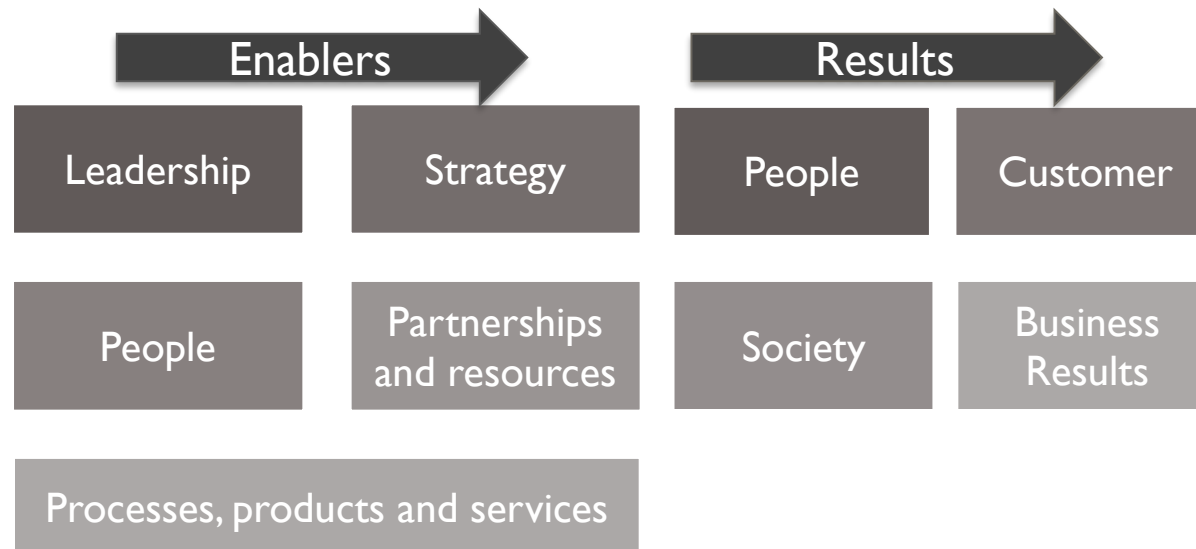 Enablers
Results
Leadership
Strategy
People
Customer
People
Partnerships
and resources
Society
Business
Results
Processes, products and services